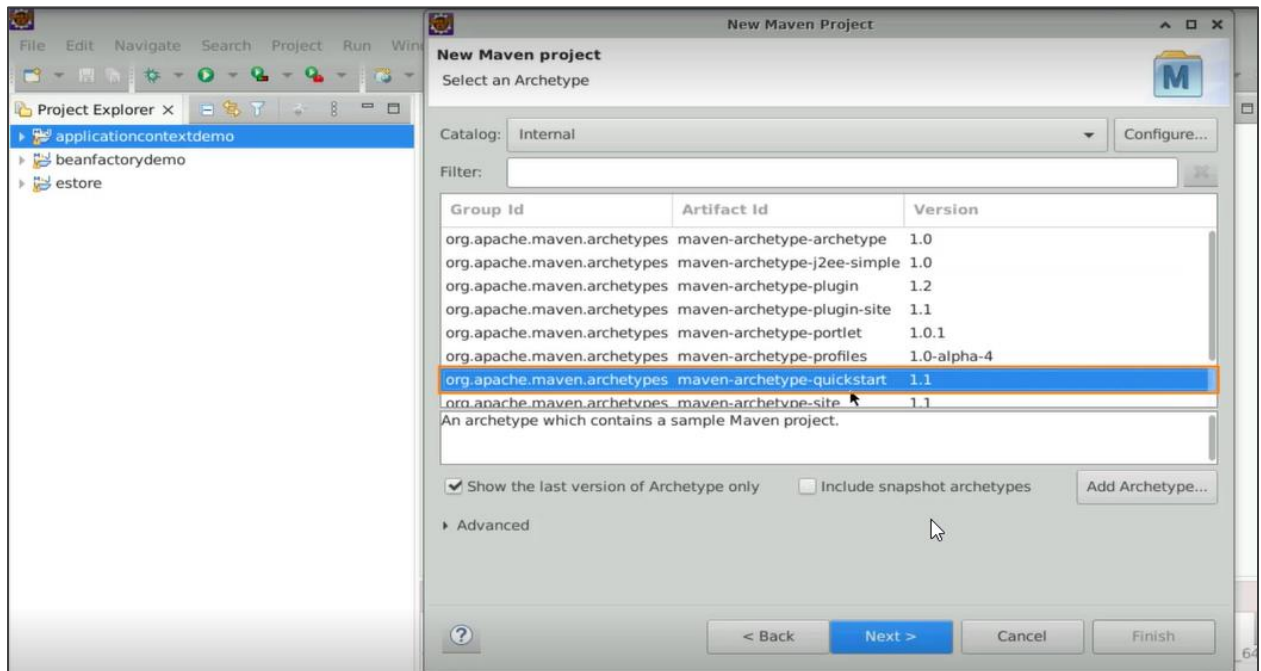 New Maven Project
File Edit Navigate Search Project Run
New Maven project
Select an Archetype
Project Explorer
applicationcontextdemo
beanfactorydemo
estore
Catalog: Internal Configure...
Filter:
Group Id Artifact Id Version
org.apache.maven.archetypes maven-archetype-archetype 1.0
org.apache.maven.archetypes maven-archetype-j2ee-simple 1.0
org.apache.maven.archetypes maven-archetype-plugin 1.2
org.apache.maven.archetypes maven-archetype-plugin-site 1.1
org.apache.maven.archetypes maven-archetype-portlet 1.0.1
org.apache.maven.archetypes maven-archetype-profiles 1.0-alpha-4
org.apache.maven.archetypes maven-archetype-quickstart 1.1
org.apache.maven.archetypes maven-archetype-site 1.1
An archetype which contains a sample Maven project.
Show the last version of Archetype only Include snapshot archetypes Add Archetype...
Advanced
< Back Next > Cancel Finish